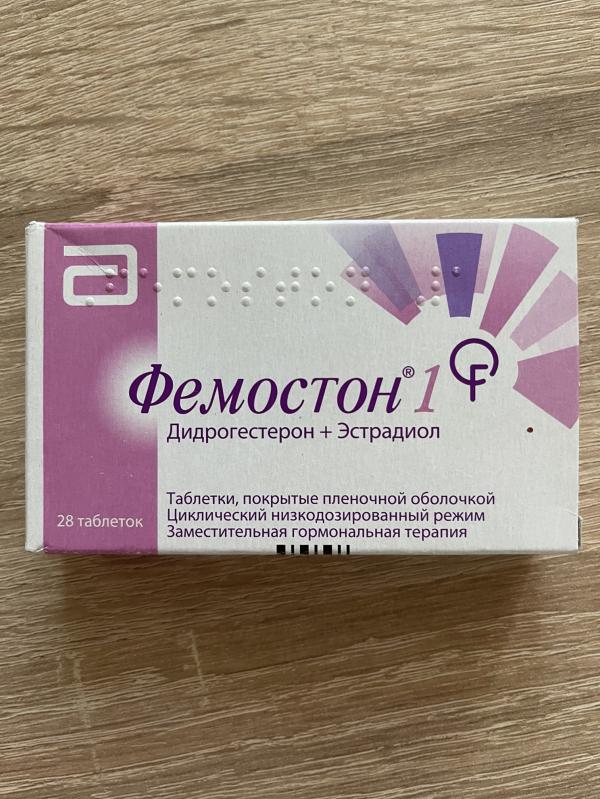 Фемостон® 1
Дидрогестерон + Эстрадиол
28 таблеток
Таблетки, покрытые пленочной оболочкой
Циклический низкодозированный режим
Заместительная гормональная терапия